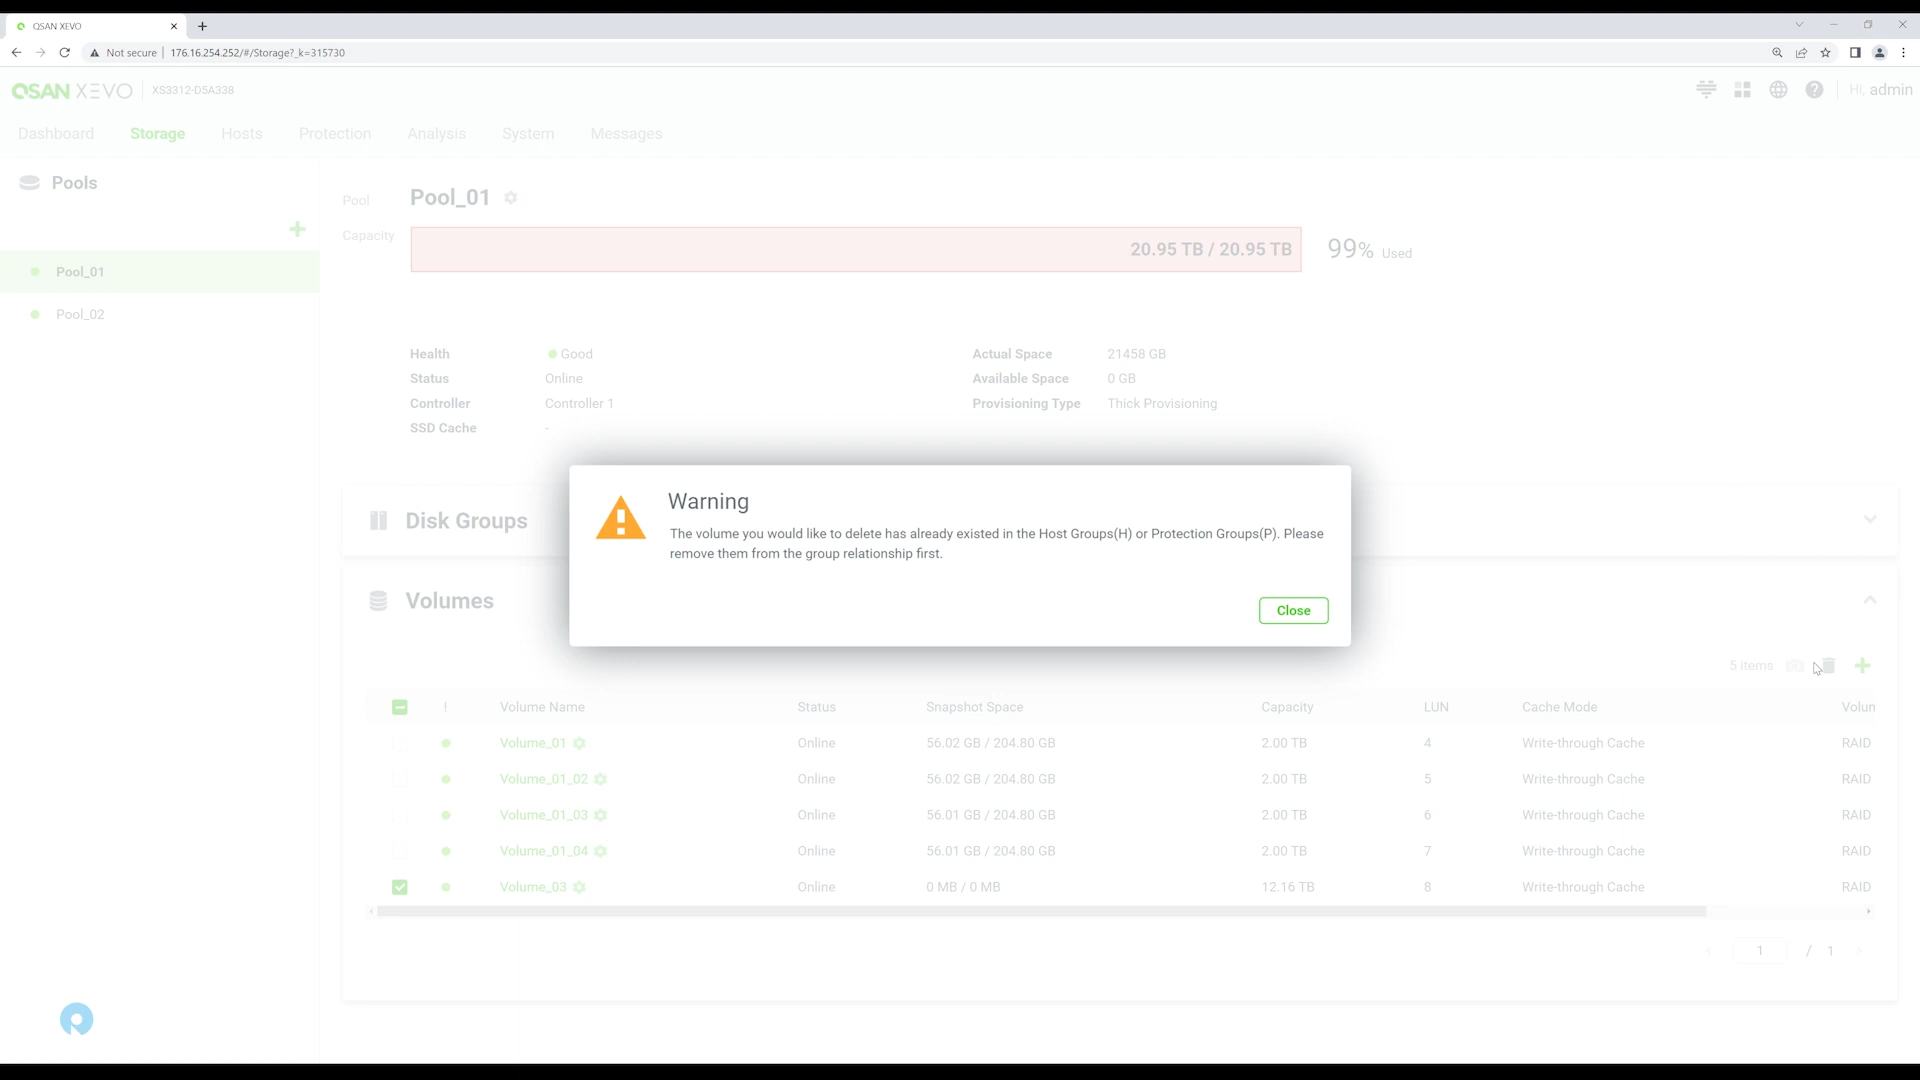 QSAN XEVO
Not secure | 176.16.254.252/#/Storage?_k=315730
QSAN XEVO XS3312-D5A338 Hi, admin
Dashboard Storage Hosts Protection Analysis System Messages
Pools
Pool_01
Pool_02
Pool Pool_01
Capacity 20.95 TB / 20.95 TB 99% Used
Health Good Actual Space 21458 GB
Status Online Available Space 0 GB
Controller Controller 1 Provisioning Type Thick Provisioning
SSD Cache -
Warning
The volume you would like to delete has already existed in the Host Groups(H) or Protection Groups(P). Please
remove them from the group relationship first.
Close
Disk Groups
Volumes
5 items
! Volume Name Status Snapshot Space Capacity LUN Cache Mode Volun
Volume_01 Online 56.02 GB / 204.80 GB 2.00 TB 4 Write-through Cache RAID
Volume_01_02 Online 56.02 GB / 204.80 GB 2.00 TB 5 Write-through Cache RAID
Volume_01_03 Online 56.01 GB / 204.80 GB 2.00 TB 6 Write-through Cache RAID
Volume_01_04 Online 56.01 GB / 204.80 GB 2.00 TB 7 Write-through Cache RAID
Volume_03 Online 0 MB / 0 MB 12.16 TB 8 Write-through Cache RAID
1 / 1